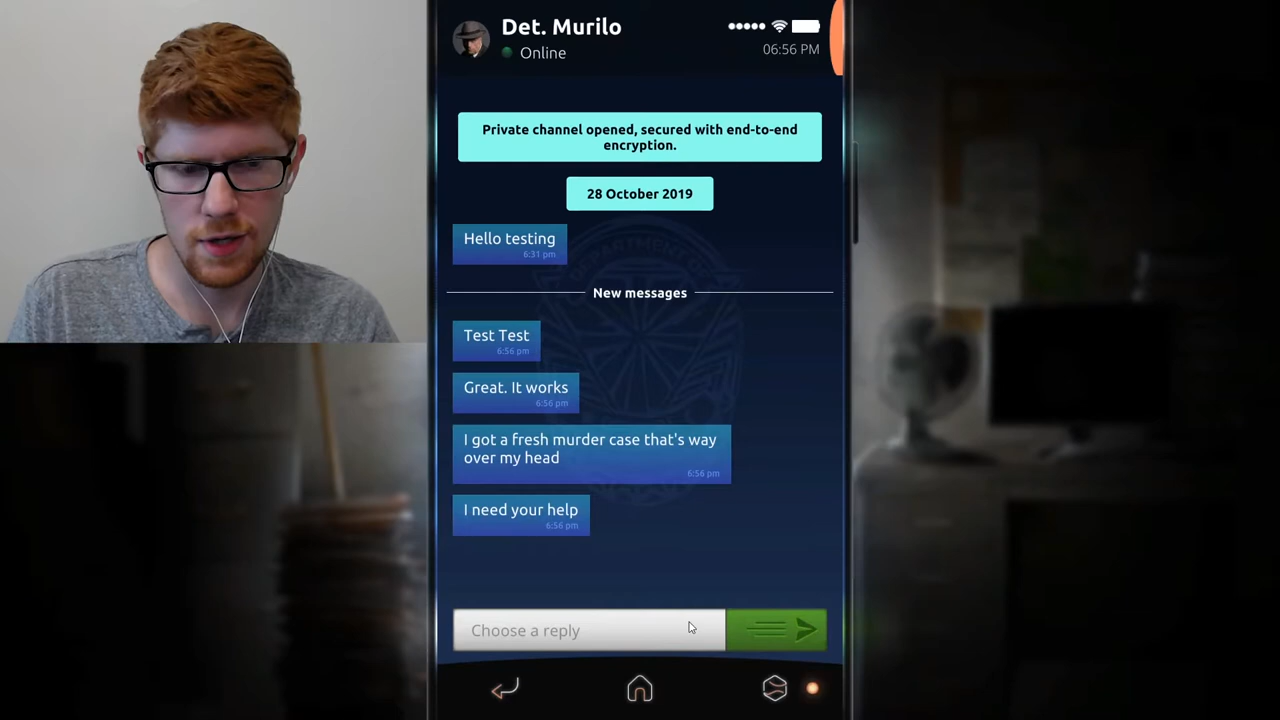 Det. Murilo
Online
06:56 PM
Private channel opened, secured with end-to-end
encryption.
28 October 2019
Hello testing
6:31 pm
New messages
Test Test
6:56 pm
Great. It works
6:56 pm
I got a fresh murder case that's way
over my head
6:56 pm
I need your help
6:56 pm
Choose a reply